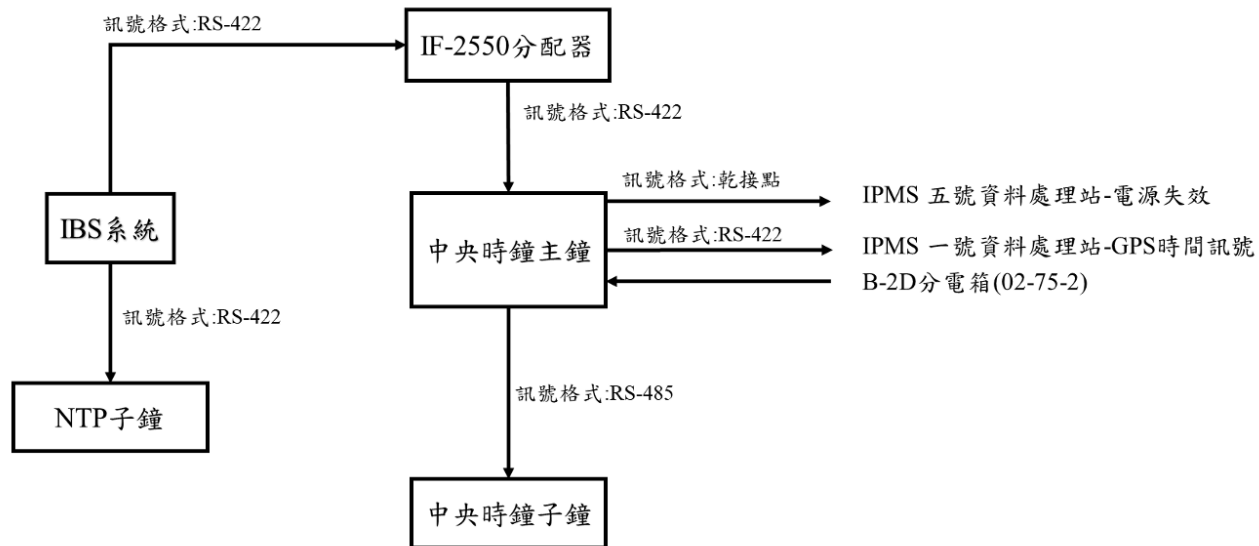 訊號格式:RS-422
IF-2550分配器
訊號格式:RS-422
訊號格式:乾接點
IPMS 五號資料處理站-電源失效
IBS系統
中央時鐘主鐘
訊號格式:RS-422
IPMS 一號資料處理站-GPS時間訊號
B-2D分電箱(02-75-2)
訊號格式:RS-422
訊號格式:RS-485
NTP子鐘
中央時鐘子鐘